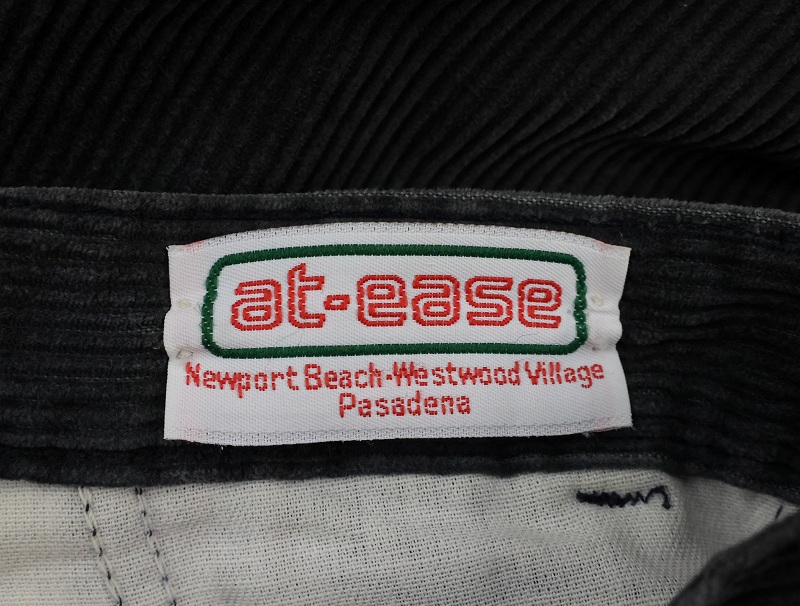 at-ease
Newport Beach-Westwood Village
Pasadena